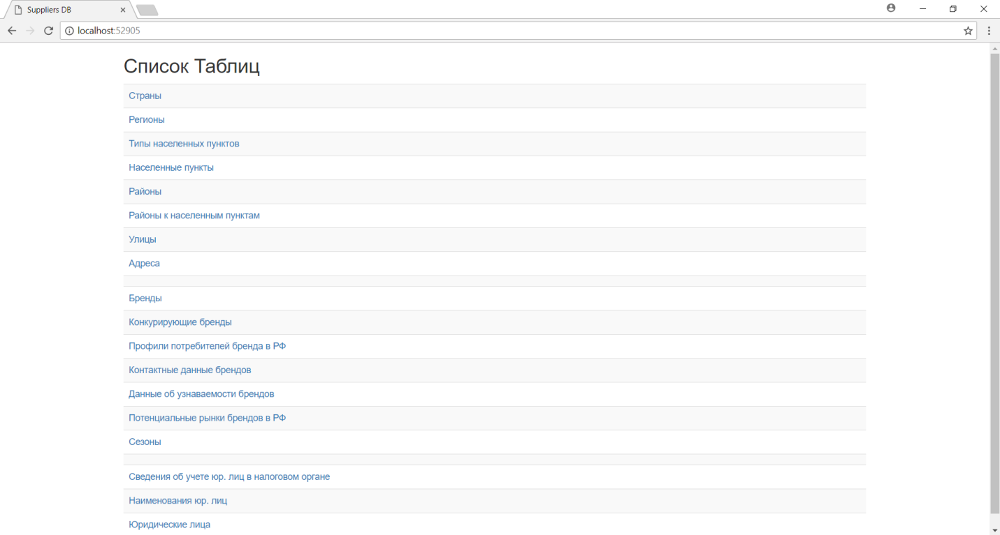 Suppliers DB
localhost:52905
Список Таблиц
Страны
Регионы
Типы населенных пунктов
Населенные пункты
Районы
Районы к населенным пунктам
Улицы
Адреса
Бренды
Конкурирующие бренды
Профили потребителей бренда в РФ
Контактные данные брендов
Данные об узнаваемости брендов
Потенциальные рынки брендов в РФ
Сезоны
Сведения об учете юр. лиц в налоговом органе
Наименования юр. лиц
Юридические лица